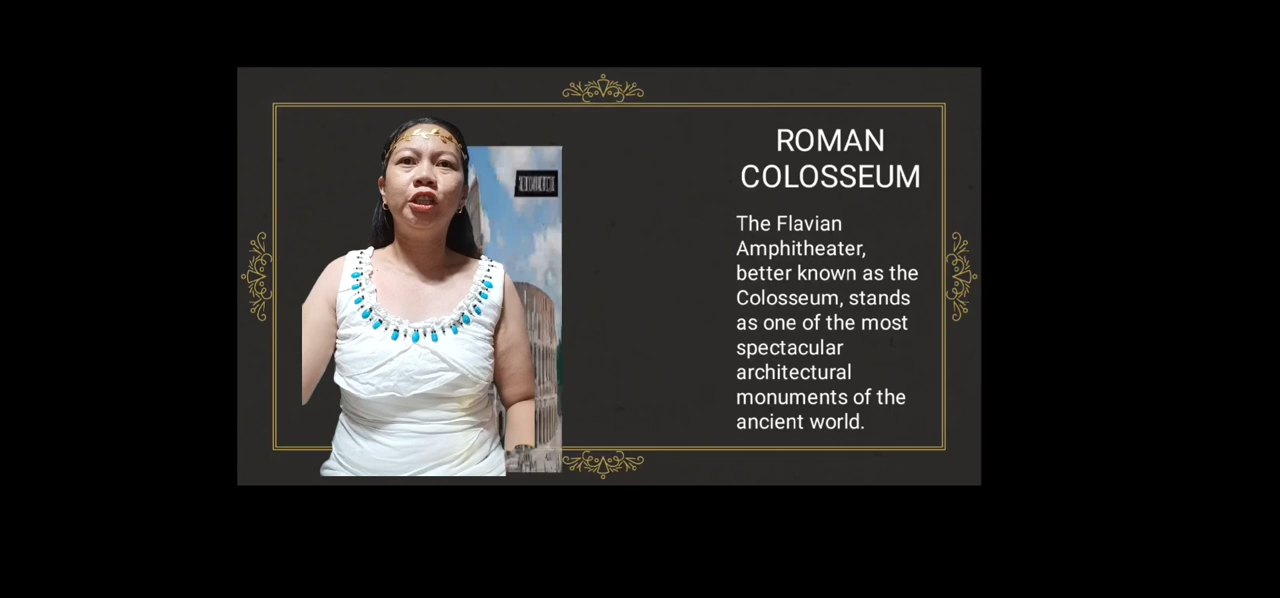 ROMAN
COLOSSEUM
The Flavian
Amphitheater,
better known as the
Colosseum, stands
as one of the most
spectacular
architectural
monuments of the
ancient world.